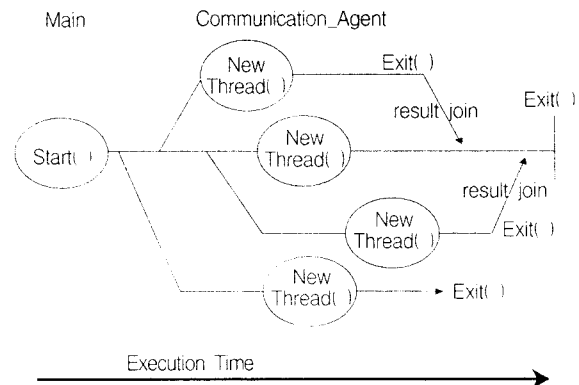 Main
Communication_Agent
New
Thread( )
Exit( )
result join
Exit( )
Start( )
New
Thread( )
result join
New
Thread( )
Exit( )
New
Thread( )
Exit( )
Execution Time